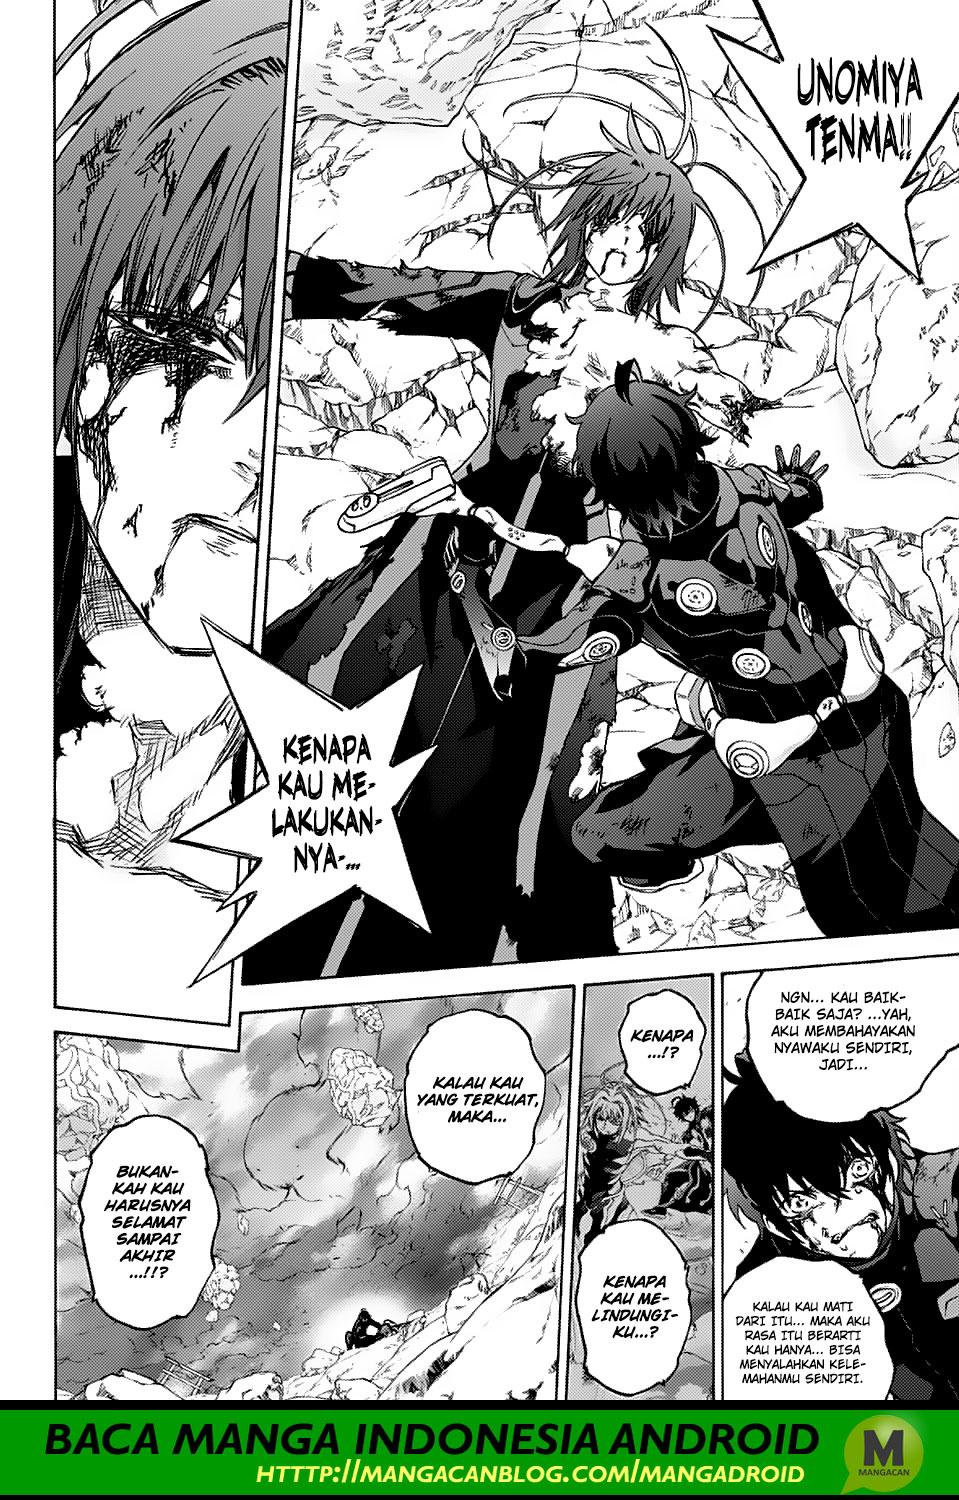 UNOMIYA
TENMA!!
KENAPA
KAU ME-
LAKUKAN-
NYA-...
NGN... KAU BAIK-
BAIK SAJA? ...YAH,
AKU MEMBAHAYAKAN
NYAWAKU SENDIRI,
JADI...
KALAU KAU MATI
DARI ITU... MAKA AKU
RASA ITU BERARTI
KAU HANYA... BISA
MENYALAHKAN KELE-
MAHANMU SENDIRI.
KENAPA
...!?
KENAPA
KAU ME-
LINDUNGI-
KU...?
KALAU KAU
YANG TERKUAT,
MAKA...
BUKAN-
KAH KAU
HARUSNYA
SELAMAT
SAMPAI
AKHIR
...!!?
BACA MANGA INDONESIA ANDROID
HTTTP://MANGACANBLOG.COM/MANGADROID
M
MANGACAN